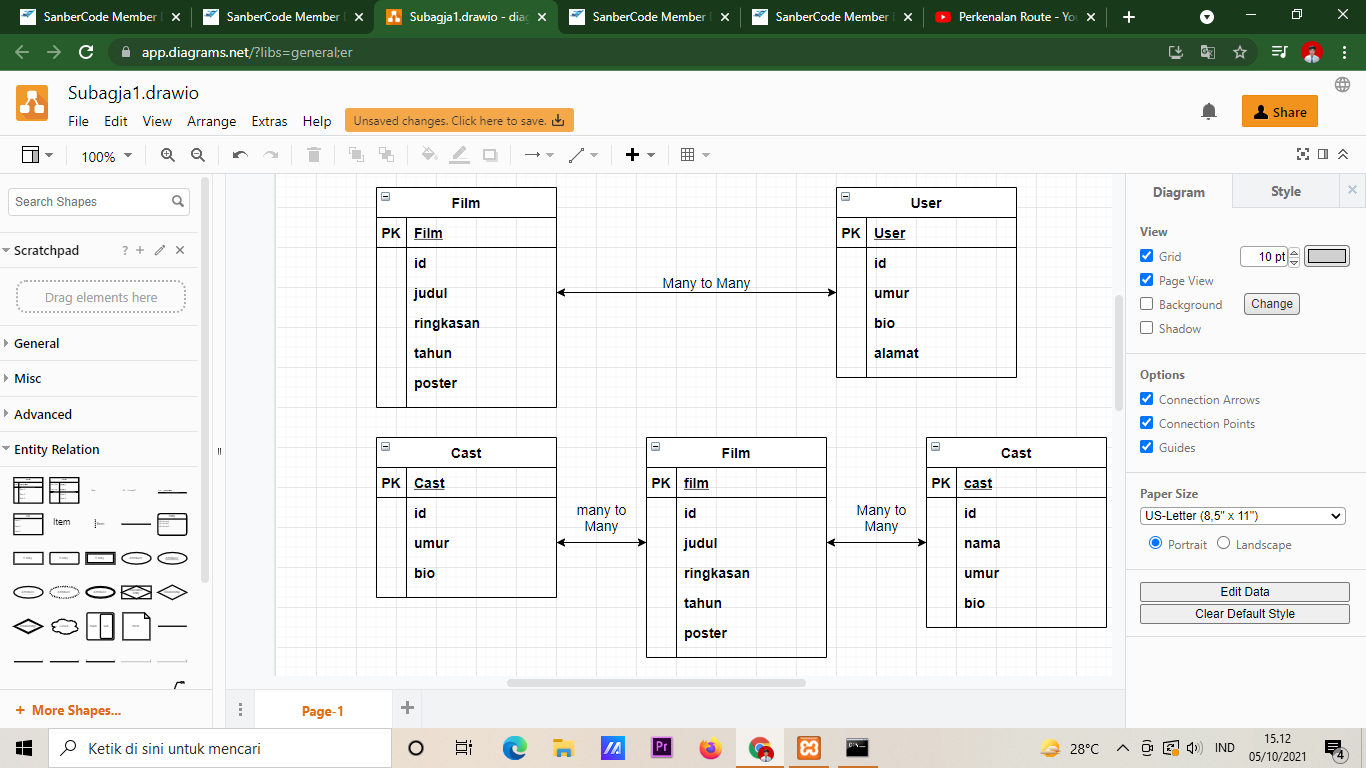 SanberCode Member
SanberCode Member
Subagja1.drawio - dia
SanberCode Member
SanberCode Member
Perkenalan Route - You
app.diagrams.net/?libs=general;er
Subagja1.drawio
File Edit View Arrange Extras Help
Unsaved changes. Click here to save.
Share
100%
Search Shapes
Scratchpad
?
Drag elements here
General
Misc
Advanced
Entity Relation
Item
+ More Shapes...
Film
PK Film
id
judul
ringkasan
tahun
poster
Many to Many
User
PK User
id
umur
bio
alamat
Cast
PK Cast
id
umur
bio
many to
Many
Film
PK film
id
judul
ringkasan
tahun
poster
Many to
Many
Cast
PK cast
id
nama
umur
bio
Page-1
Diagram
Style
View
Grid
10 pt
Page View
Background
Change
Shadow
Options
Connection Arrows
Connection Points
Guides
Paper Size
US-Letter (8,5" x 11")
Portrait
Landscape
Edit Data
Clear Default Style
Ketik di sini untuk mencari
Pr
28°C
IND
15.12
05/10/2021
4